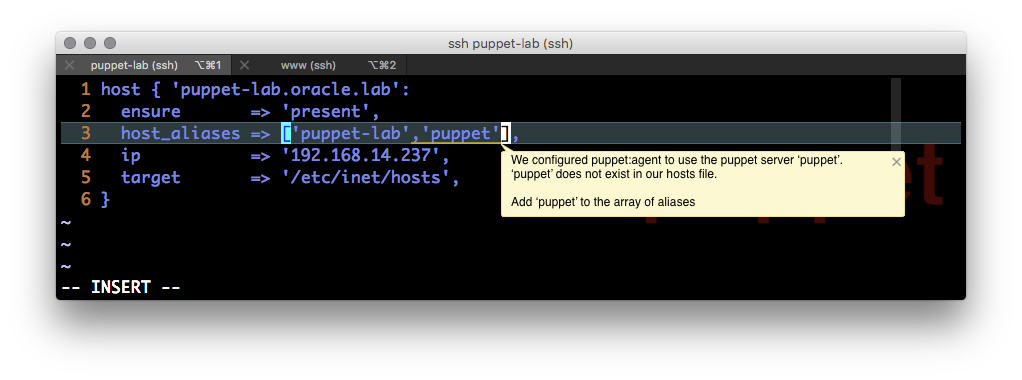 ssh puppet-lab (ssh)
puppet-lab (ssh) ⌥⌘1 www (ssh) ⌥⌘2
1 host { 'puppet-lab.oracle.lab':
2 ensure => 'present',
3 host_aliases => ['puppet-lab','puppet'],
4 ip => '192.168.14.237',
5 target => '/etc/inet/hosts',
6 }
~
~
~
-- INSERT --
We configured puppet:agent to use the puppet server ‘puppet’.
‘puppet’ does not exist in our hosts file.
Add ‘puppet’ to the array of aliases